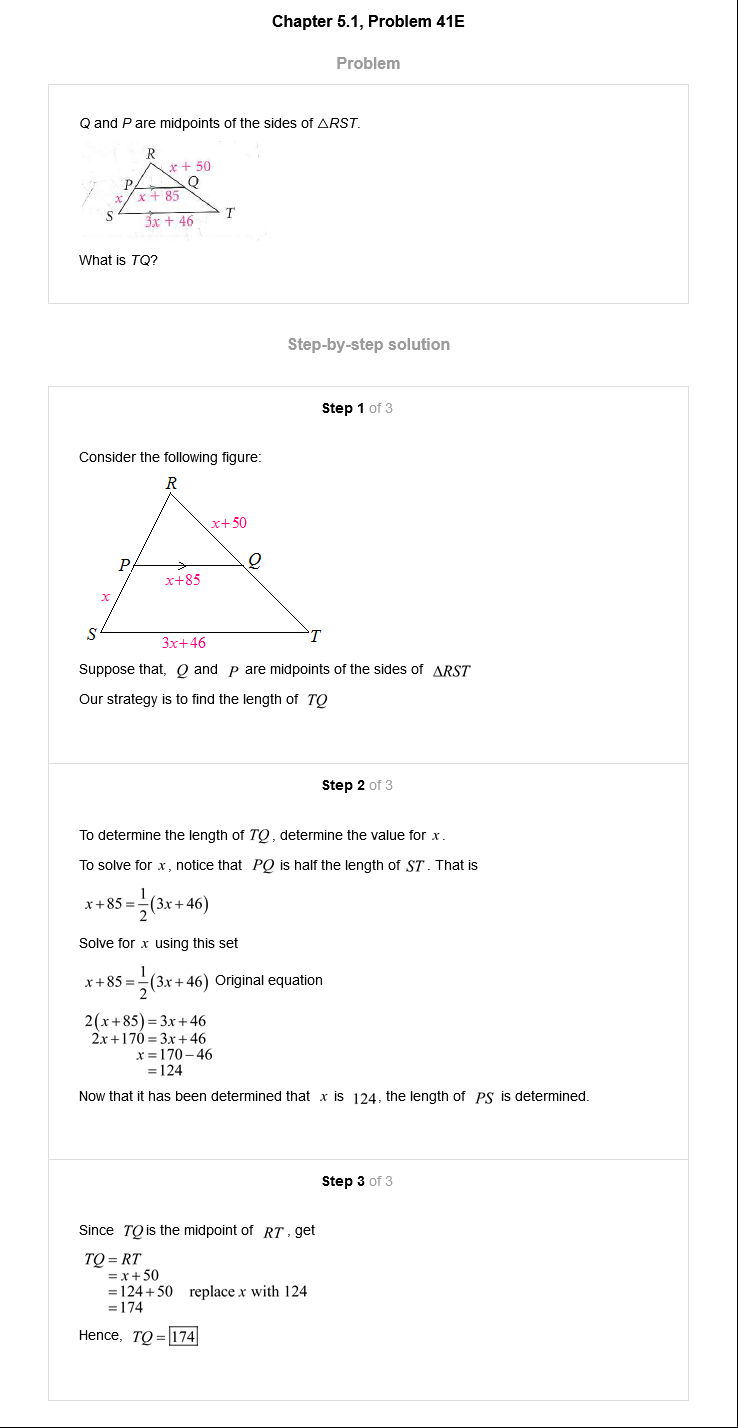 Chapter 5.1, Problem 41E
Problem
Q and P are midpoints of the sides of △RST.
R
x + 50
P
Q
x
x + 85
S
T
3x + 46
What is TQ?
Step-by-step solution
Step 1 of 3
Consider the following figure:
R
x+50
P
Q
x+85
x
S
T
3x+46
Suppose that, Q and P are midpoints of the sides of ΔRST
Our strategy is to find the length of TQ
Step 2 of 3
To determine the length of TQ, determine the value for x.
To solve for x, notice that PQ is half the length of ST. That is
x+85=1/2(3x+46)
Solve for x using this set
x+85=1/2(3x+46) Original equation
2(x+85)=3x+46
2x+170=3x+46
x=170−46
=124
Now that it has been determined that x is 124, the length of PS is determined.
Step 3 of 3
Since TQ is the midpoint of RT, get
TQ = RT
= x+50
=124+50 replace x with 124
=174
Hence, TQ = 174